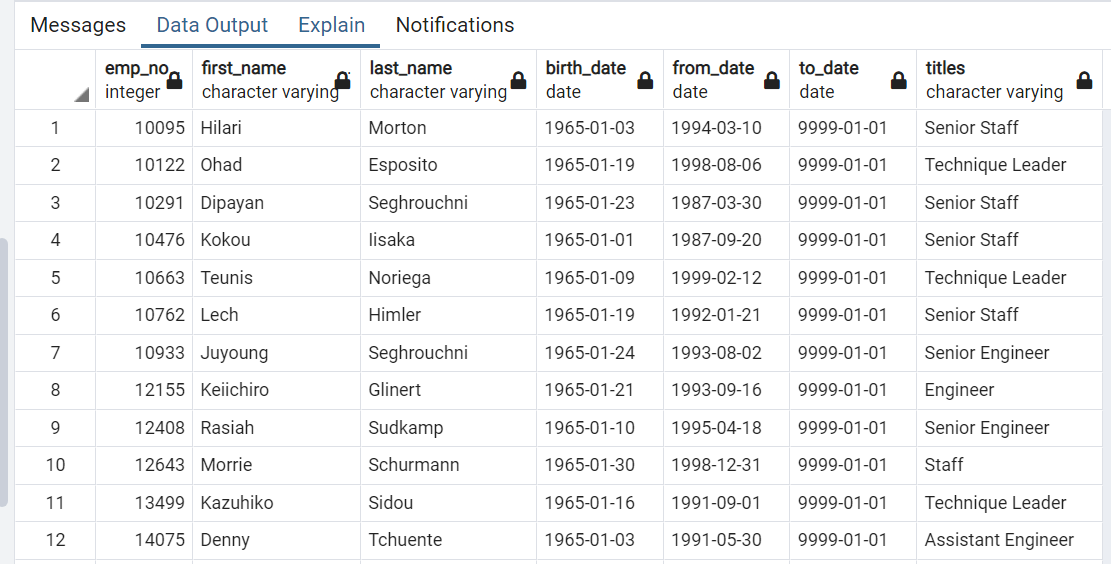 Messages Data Output Explain Notifications
emp_no first_name last_name birth_date from_date to_date titles
integer character varying character varying date date date character varying
1 10095 Hilari Morton 1965-01-03 1994-03-10 9999-01-01 Senior Staff
2 10122 Ohad Esposito 1965-01-19 1998-08-06 9999-01-01 Technique Leader
3 10291 Dipayan Seghrouchni 1965-01-23 1987-03-30 9999-01-01 Senior Staff
4 10476 Kokou Iisaka 1965-01-01 1987-09-20 9999-01-01 Senior Staff
5 10663 Teunis Noriega 1965-01-09 1999-02-12 9999-01-01 Technique Leader
6 10762 Lech Himler 1965-01-19 1992-01-21 9999-01-01 Senior Staff
7 10933 Juyoung Seghrouchni 1965-01-24 1993-08-02 9999-01-01 Senior Engineer
8 12155 Keiichiro Glinert 1965-01-21 1993-09-16 9999-01-01 Engineer
9 12408 Rasiah Sudkamp 1965-01-10 1995-04-18 9999-01-01 Senior Engineer
10 12643 Morrie Schurmann 1965-01-30 1998-12-31 9999-01-01 Staff
11 13499 Kazuhiko Sidou 1965-01-16 1991-09-01 9999-01-01 Technique Leader
12 14075 Denny Tchuente 1965-01-03 1991-05-30 9999-01-01 Assistant Engineer